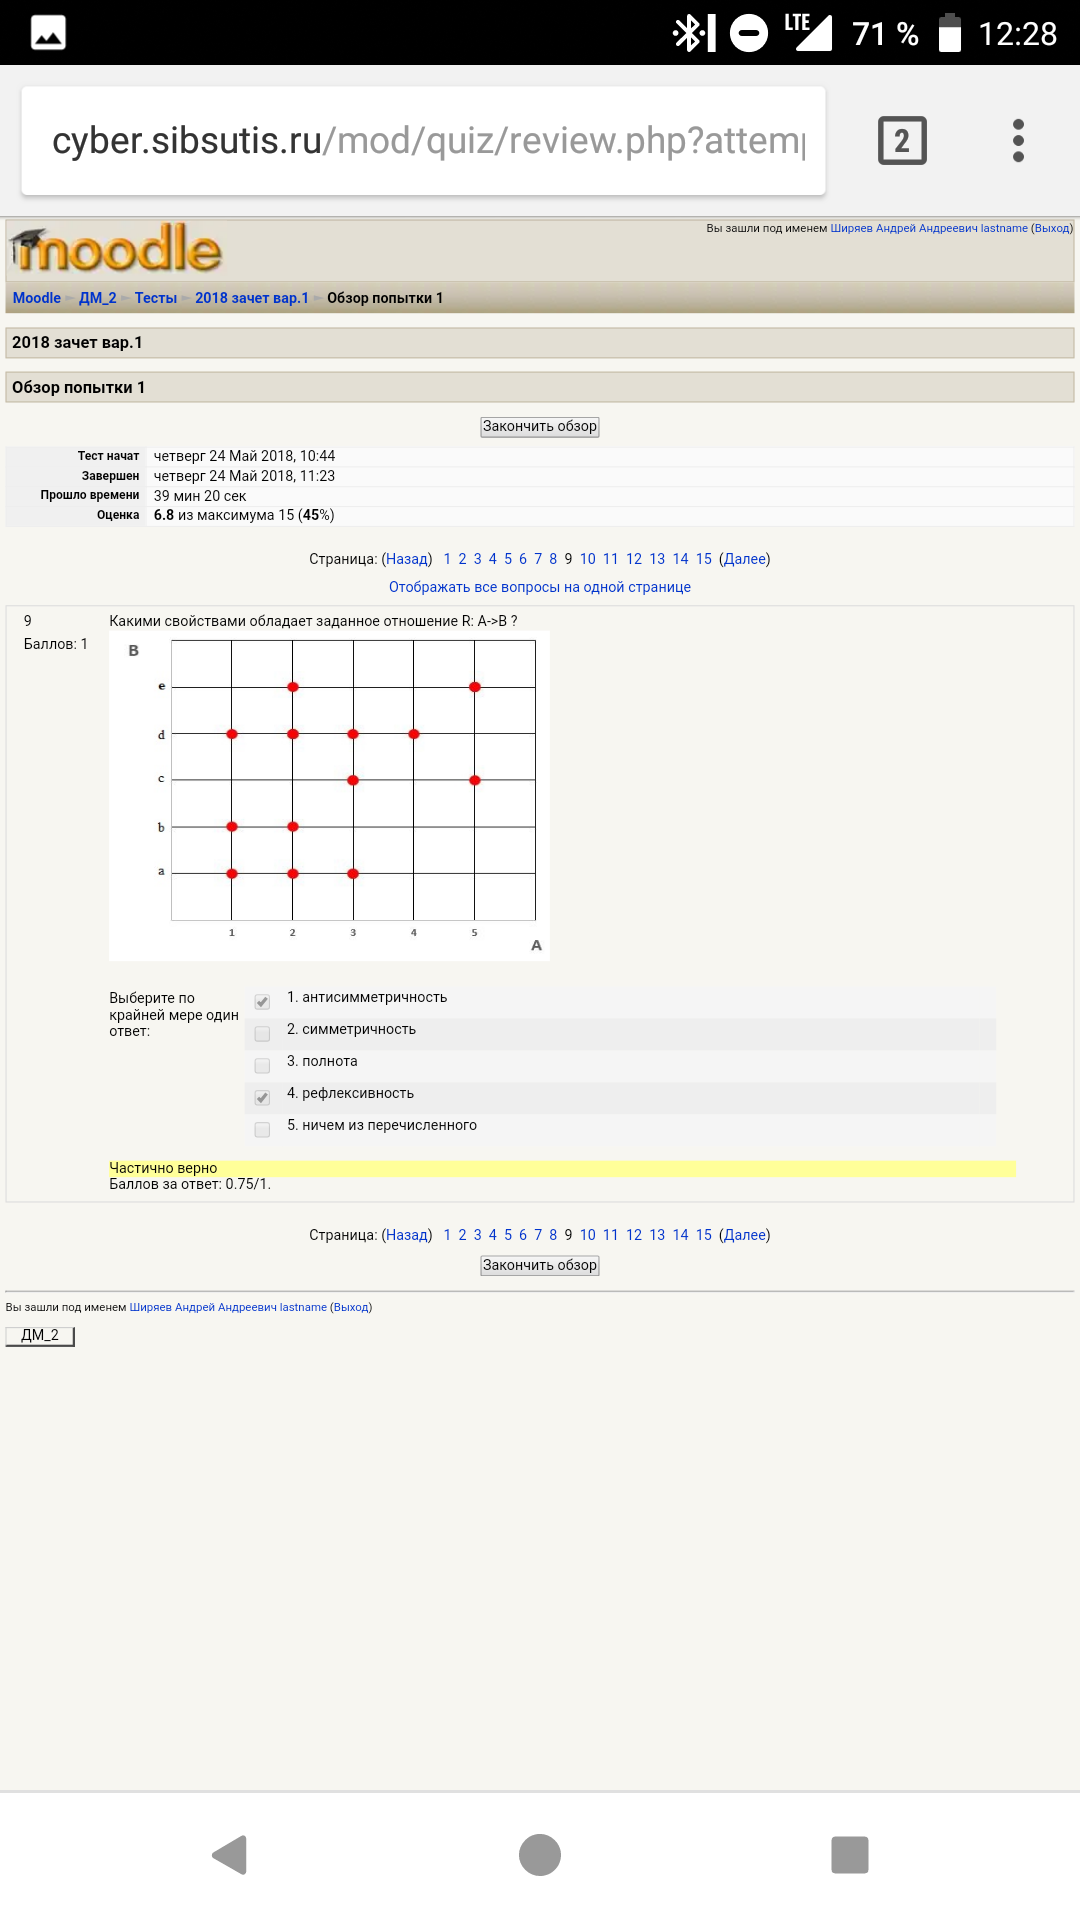 LTE 71 % 12:28
cyber.sibsutis.ru/mod/quiz/review.php?attem
2
moodle
Вы зашли под именем Ширяев Андрей Андреевич lastname (Выход)
Moodle ► ДМ_2 ► Тесты ► 2018 зачет вар.1 ► Обзор попытки 1
2018 зачет вар.1
Обзор попытки 1
Закончить обзор
Тест начат четверг 24 Май 2018, 10:44
Завершен четверг 24 Май 2018, 11:23
Прошло времени 39 мин 20 сек
Оценка 6.8 из максимума 15 (45%)
Страница: (Назад) 1 2 3 4 5 6 7 8 9 10 11 12 13 14 15 (Далее)
Отображать все вопросы на одной странице
9
Баллов: 1
Какими свойствами обладает заданное отношение R: A->B ?
B
e
d
c
b
a
1 2 3 4 5
A
Выберите по
крайней мере один
ответ:
1. антисимметричность
2. симметричность
3. полнота
4. рефлексивность
5. ничем из перечисленного
Частично верно
Баллов за ответ: 0.75/1.
Страница: (Назад) 1 2 3 4 5 6 7 8 9 10 11 12 13 14 15 (Далее)
Закончить обзор
Вы зашли под именем Ширяев Андрей Андреевич lastname (Выход)
ДМ_2